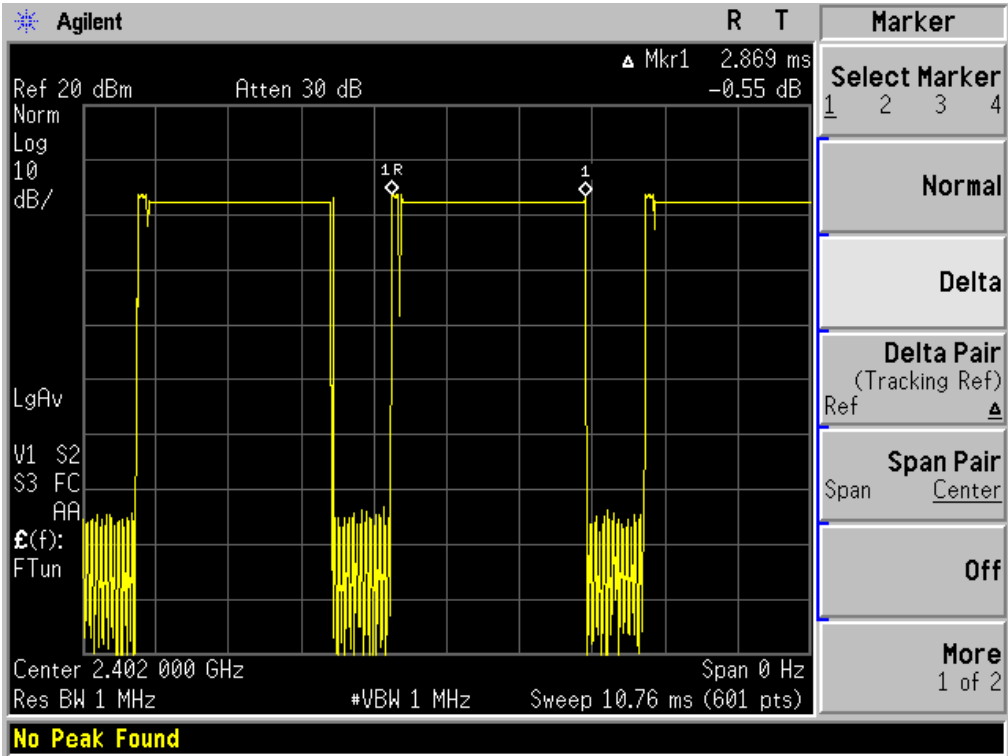 Agilent R T Marker
Δ Mkr1 2.869 ms
Ref 20 dBm Atten 30 dB -0.55 dB
Norm
Log
10
dB/
1R 1
LgAv
V1 S2
S3 FC
AA
£(f):
FTun
Center 2.402 000 GHz Span 0 Hz
Res BW 1 MHz #VBW 1 MHz Sweep 10.76 ms (601 pts)
No Peak Found
Select Marker
1 2 3 4
Normal
Delta
Delta Pair
(Tracking Ref)
Ref Δ
Span Pair
Span Center
Off
More
1 of 2